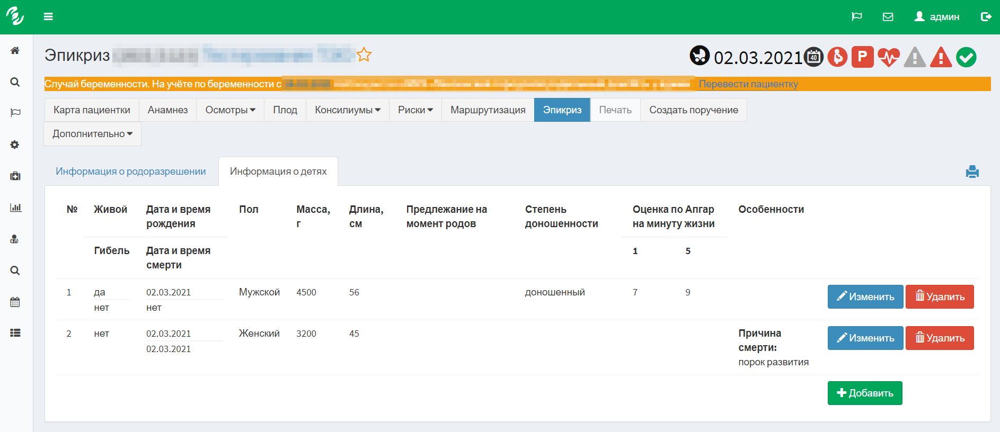 админ
Эпикриз
02.03.2021 40 P
Случай беременности. На учёте по беременности с
Перевести пациентку
Карта пациентки Анамнез Осмотры Плод Консилиумы Риски Маршрутизация Эпикриз Печать Создать поручение
Дополнительно
Информация о родоразрешении Информация о детях
№ Живой Дата и время рождения Пол Масса, г Длина, см Предлежание на момент родов Степень доношенности Оценка по Апгар на минуту жизни Особенности
Гибель Дата и время смерти 1 5
1 да 02.03.2021 Мужской 4500 56 доношенный 7 9 Изменить Удалить
нет нет
2 нет 02.03.2021 Женский 3200 45 Причина смерти: порок развития Изменить Удалить
02.03.2021
Добавить